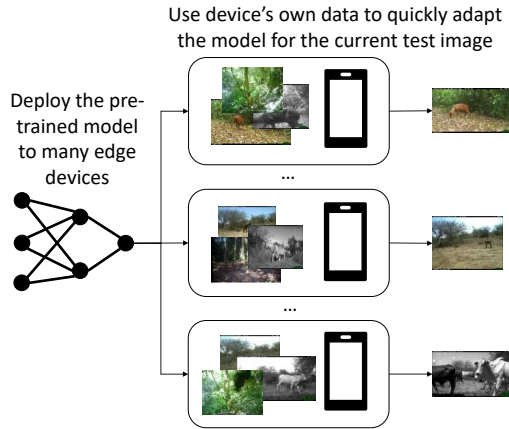 Use device’s own data to quickly adapt
the model for the current test image
Deploy the pre-
trained model
to many edge
devices
...
...